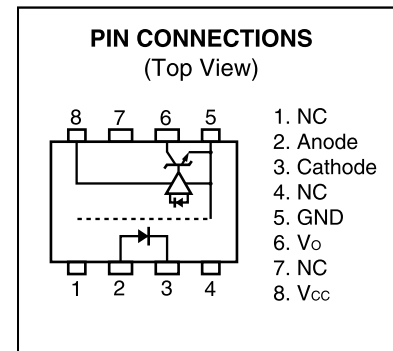 PIN CONNECTIONS
(Top View)
8 7 6 5
1 2 3 4
1. NC
2. Anode
3. Cathode
4. NC
5. GND
6. Vo
7. NC
8. Vcc